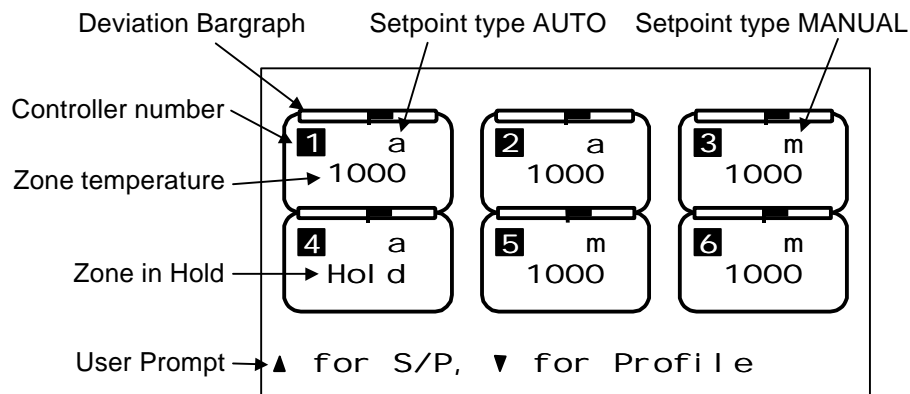 Deviation Bargraph Setpoint type AUTO Setpoint type MANUAL
Controller number
1 a 2 a 3 m
Zone temperature 1000 1000 1000
4 a 5 m 6 m
Zone in Hold Hold 1000 1000
User Prompt ▲ for S/P, ▼ for Profile